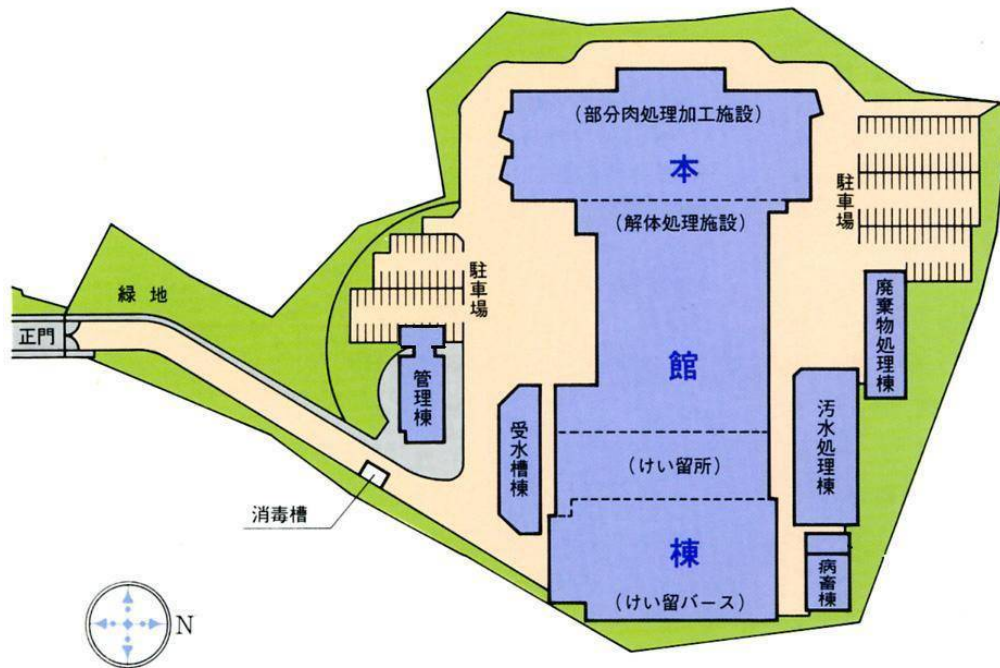 (部分肉処理加工施設)
本
(解体処理施設)
館
(けい留所)
棟
(けい留バース)
駐車場
駐車場
廃棄物処理棟
汚水処理棟
病畜棟
受水槽棟
管理棟
緑地
正門
消毒槽
N